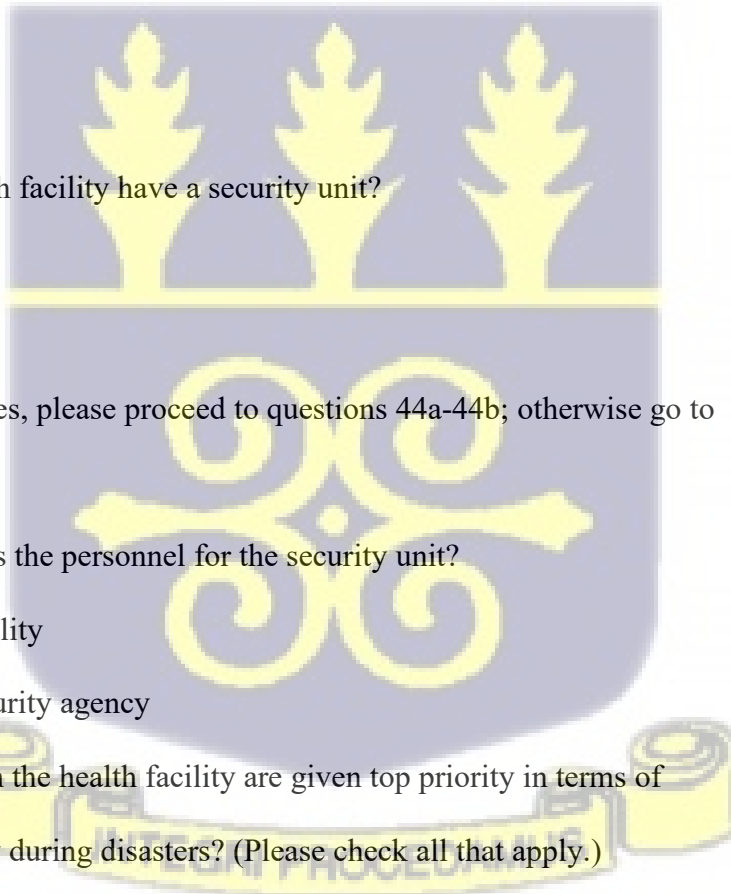 h facility have a security unit?
es, please proceed to questions 44a-44b; otherwise go to
s the personnel for the security unit?
lity
urity agency
n the health facility are given top priority in terms of
during disasters? (Please check all that apply.)
INTEGRI PROCEDAMUS